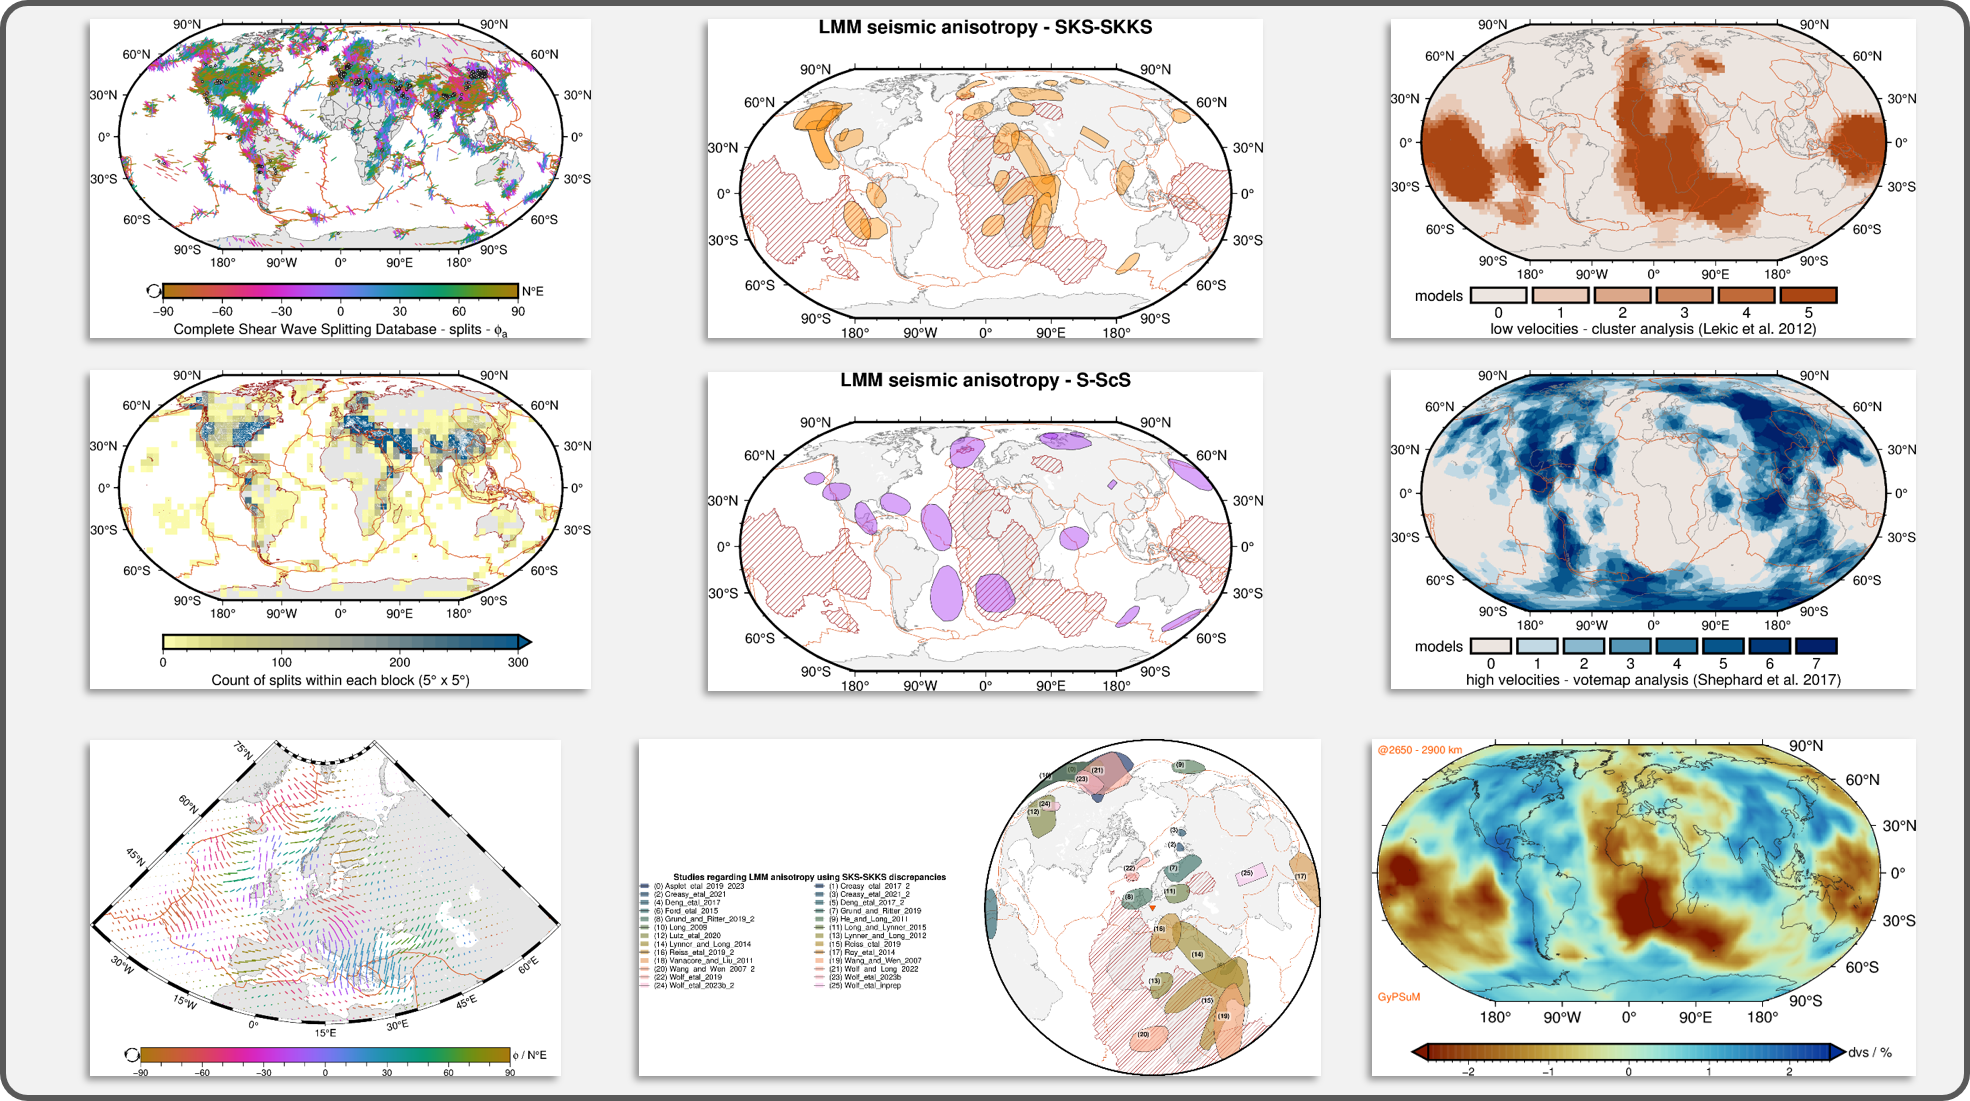 90°N 90°N
60°N 60°N
30°N 30°N
0° 0°
30°S 30°S
60°S 60°S
90°S 90°S
180° 90°W 0° 90°E 180°
N°E
−90 −60 −30 0 30 60 90
Complete Shear Wave Splitting Database - splits - ϕa
LMM seismic anisotropy - SKS-SKKS
90°N 90°N
60°N 60°N
30°N 30°N
0° 0°
30°S 30°S
60°S 60°S
90°S 90°S
180° 90°W 0° 90°E 180°
90°N 90°N
60°N 60°N
30°N 30°N
0° 0°
30°S 30°S
60°S 60°S
90°S 90°S
180° 90°W 0° 90°E 180°
models
0 1 2 3 4 5
low velocities - cluster analysis (Lekic et al. 2012)
90°N 90°N
60°N 60°N
30°N 30°N
0° 0°
30°S 30°S
60°S 60°S
90°S 90°S
180° 90°W 0° 90°E 180°
0 100 200 300
Count of splits within each block (5° x 5°)
LMM seismic anisotropy - S-ScS
90°N 90°N
60°N 60°N
30°N 30°N
0° 0°
30°S 30°S
60°S 60°S
90°S 90°S
180° 90°W 0° 90°E 180°
90°N 90°N
60°N 60°N
30°N 30°N
0° 0°
30°S 30°S
60°S 60°S
90°S 90°S
180° 90°W 0° 90°E 180°
models
0 1 2 3 4 5 6 7
high velocities - votemap analysis (Shephard et al. 2017)
75°N
60°N
45°N
30°W 60°E
15°W 45°E
0° 15°E 30°E
ϕ / N°E
−90 −60 −30 0 30 60 90
Studies regarding LMM anisotropy using SKS-SKKS discrepancies
(0) Asplet_etal_2019_2023 (1) Creasy_etal_2017_2
(2) Creasy_etal_2021 (3) Creasy_etal_2021_2
(4) Deng_etal_2017 (5) Deng_etal_2017_2
(6) Ford_etal_2015 (7) Grund_and_Ritter_2019
(8) Grund_and_Ritter_2019_2 (9) He_and_Long_2011
(10) Long_2009 (11) Long_and_Lynner_2015
(12) Lutz_etal_2020 (13) Lynner_and_Long_2012
(14) Lynner_and_Long_2014 (15) Reiss_etal_2019
(16) Reiss_etal_2019_2 (17) Roy_etal_2014
(18) Vanacore_and_Liu_2011 (19) Wang_and_Wen_2007
(20) Wang_and_Wen_2007_2 (21) Wolf_and_Long_2022
(22) Wolf_etal_2019 (23) Wolf_etal_2023b
(24) Wolf_etal_2023b_2 (25) Wolf_etal_inprep
(10) (0) (21) (9)
(23)
(24)
(12)
(3)
(2)
(22) (7) (25) (17)
(8) (11)
(16)
(14)
(13)
(15)
(19)
(20)
@2650 - 2900 km
90°N
60°N
30°N
0°
30°S
60°S
GyPSuM
90°S
180° 90°W 0° 90°E 180°
dvs / %
−2 −1 0 1 2